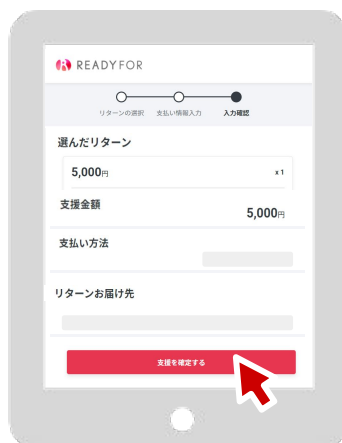 READYFOR
リターンの選択 支払い情報入力 入力確認
選んだリターン
5,000円 x 1
支援金額
5,000円
支払い方法
リターンお届け先
支援を確定する